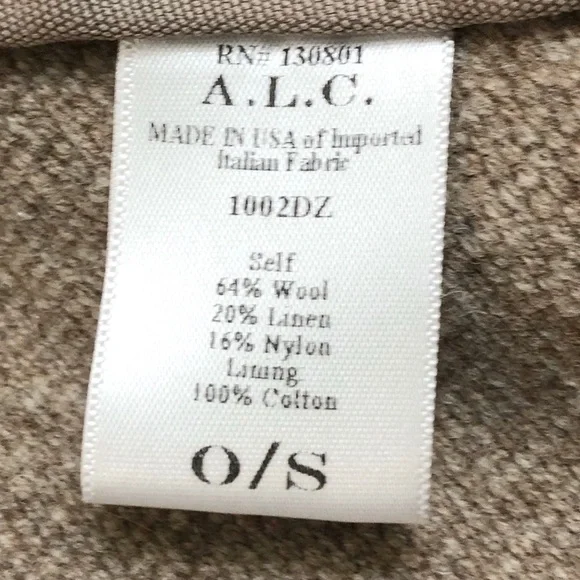 RN# 130801
A.L.C.
MADE IN USA of Imported
Italian Fabric
1002DZ
Self
64% Wool
20% Linen
16% Nylon
Lining
100% Cotton
O/S